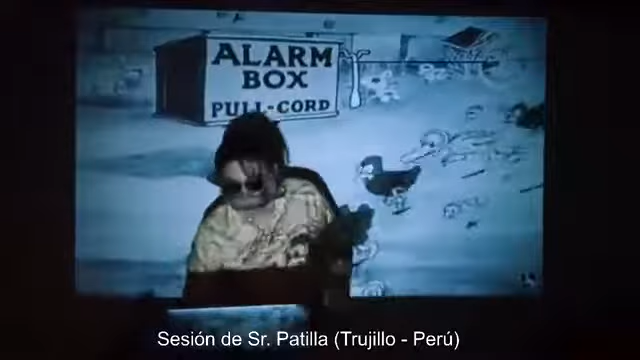 ALARM
BOX
PULL-CORD
Sesión de Sr. Patilla (Trujillo - Perú)